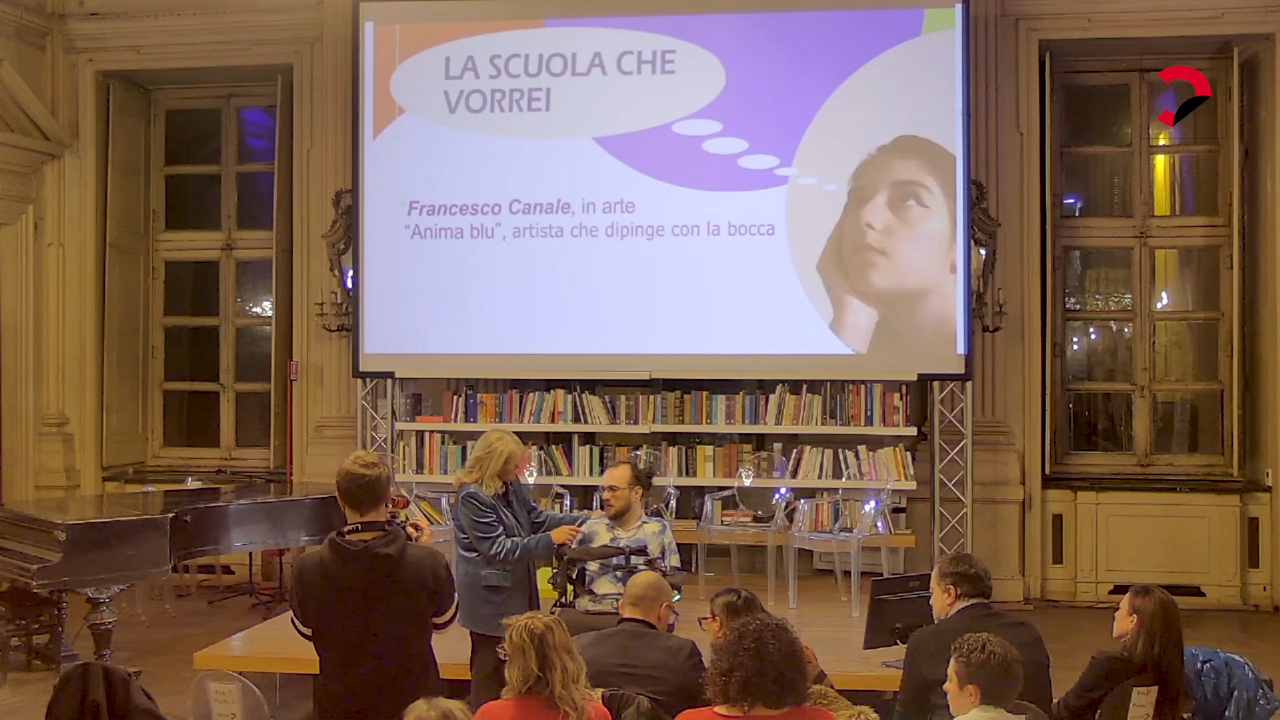 LA SCUOLA CHE
VORREI
Francesco Canale, in arte
"Anima blu", artista che dipinge con la bocca